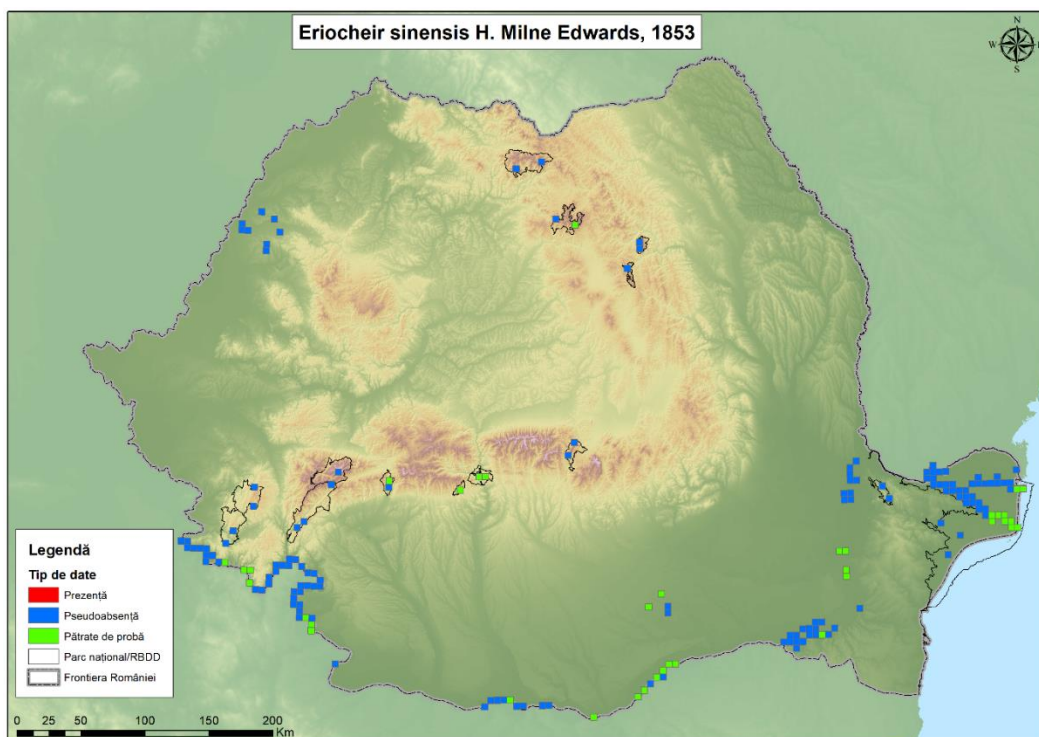 Eriocheir sinensis H. Milne Edwards, 1853
N
W
S
Legendă
Tip de date
Prezență
Pseudoabsență
Pătrate de probă
Parc național/RBDD
Frontiera României
0 25 50 100 150 200
Km